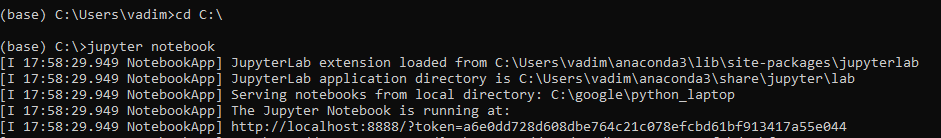 (base) C:\Users\vadim>cd C:\
(base) C:\>jupyter notebook
[I 17:58:29.949 NotebookApp] JupyterLab extension loaded from C:\Users\vadim\anaconda3\lib\site-packages\jupyterlab
[I 17:58:29.949 NotebookApp] JupyterLab application directory is C:\Users\vadim\anaconda3\share\jupyter\lab
[I 17:58:29.949 NotebookApp] Serving notebooks from local directory: C:\google\python_laptop
[I 17:58:29.949 NotebookApp] The Jupyter Notebook is running at:
[I 17:58:29.949 NotebookApp] http://localhost:8888/?token=a6e0dd728d608dbe764c21c078efcbd61bf913417a55e044